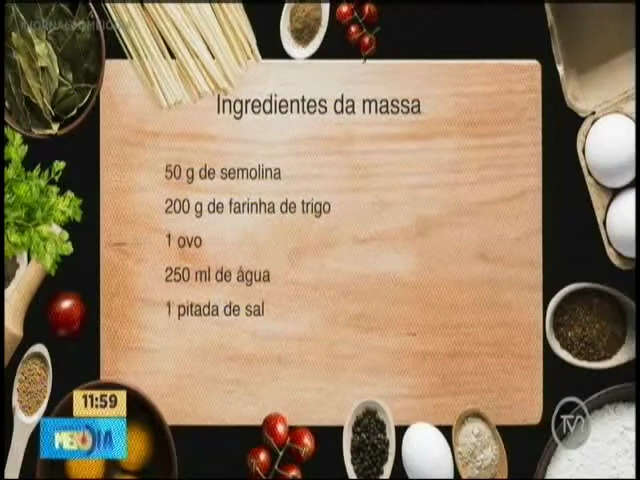 Ingredientes da massa
50 g de semolina
200 g de farinha de trigo
1 ovo
250 ml de água
1 pitada de sal
11:59